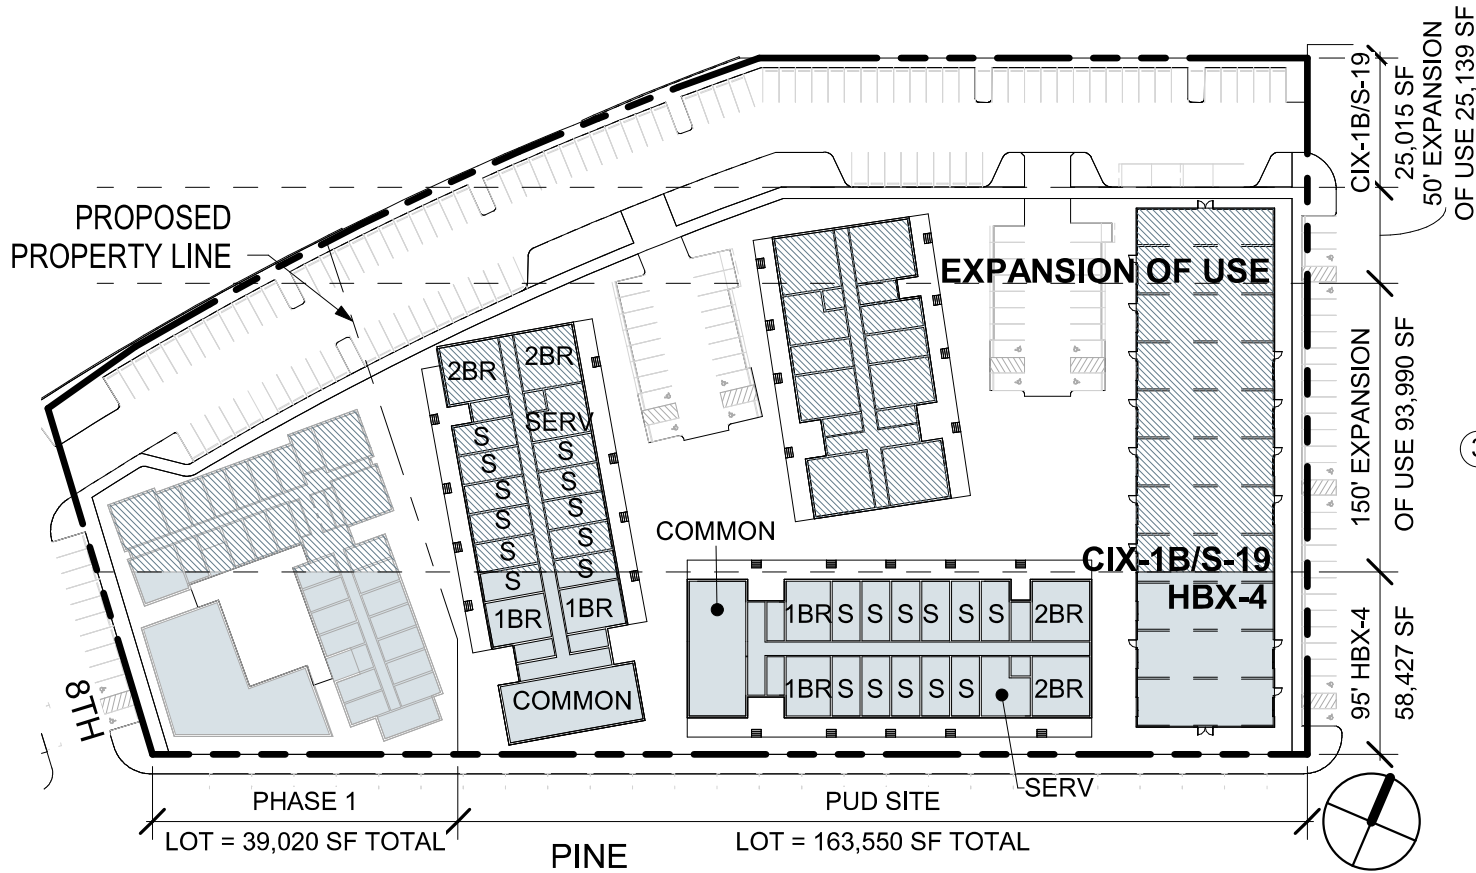 PROPOSED
PROPERTY LINE
EXPANSION OF USE
CIX-1B/S-19
25,015 SF
50' EXPANSION
OF USE 25,139 SF
2BR
2BR
SERV
S
S
S
S
S
S
S
S
S
S
S
1BR
1BR
COMMON
COMMON
1BR
S
S
S
S
S
S
2BR
1BR
S
S
S
S
S
2BR
SERV
CIX-1B/S-19
HBX-4
150' EXPANSION
OF USE 93,990 SF
95' HBX-4
58,427 SF
8TH
PHASE 1
LOT = 39,020 SF TOTAL
PUD SITE
LOT = 163,550 SF TOTAL
PINE